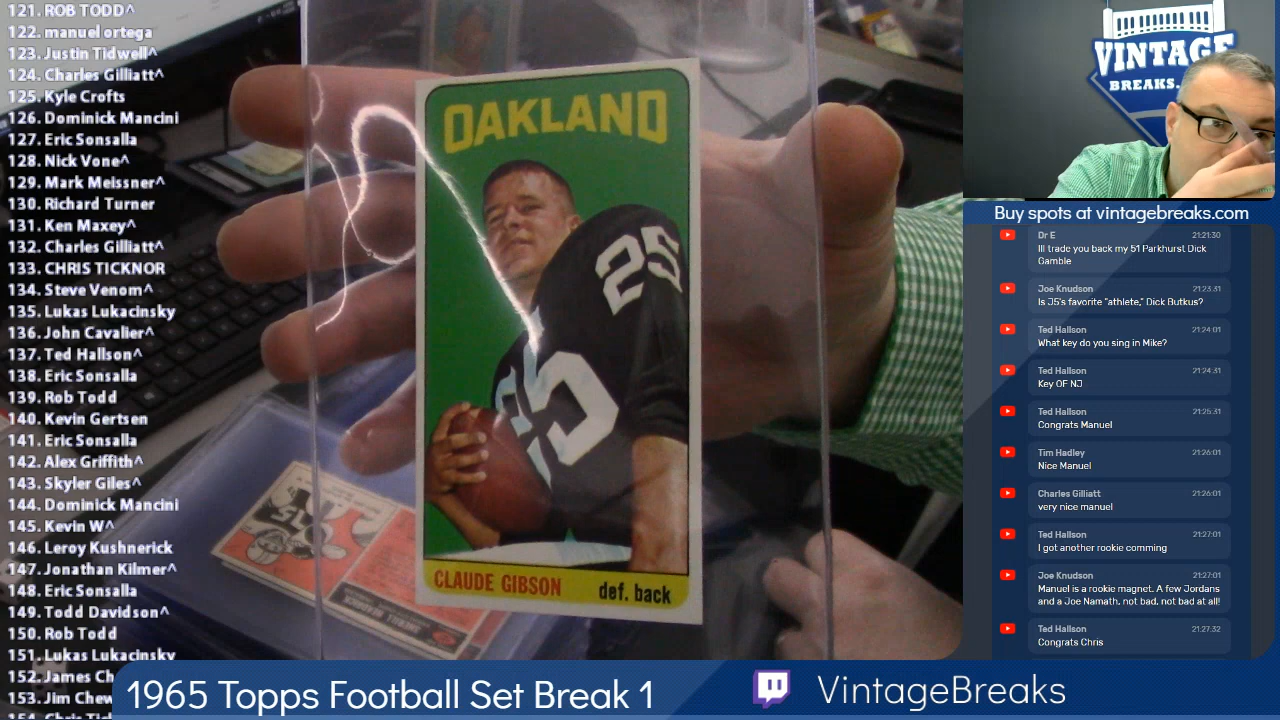 121. ROB TODD^
122. manuel ortega
123. Justin Tidwell^
124. Charles Gilliatt^
125. Kyle Crofts
126. Dominick Mancini
127. Eric Sonsalla
128. Nick Vone^
129. Mark Meissner^
130. Richard Turner
131. Ken Maxey^
132. Charles Gilliatt^
133. CHRIS TICKNOR
134. Steve Venom^
135. Lukas Lukacinsky
136. John Cavalier^
137. Ted Hallson^
138. Eric Sonsalla
139. Rob Todd
140. Kevin Gertsen
141. Eric Sonsalla
142. Alex Griffith^
143. Skyler Giles^
144. Dominick Mancini
145. Kevin W^
146. Leroy Kushnerick
147. Jonathan Kilmer^
148. Eric Sonsalla
149. Todd Davidson^
150. Rob Todd
151. Lukas Lukacinsky
152. James Ch
153. Jim Chew
OAKLAND
25
25
CLAUDE GIBSON def. back
VINTAGE
BREAKS.
Buy spots at vintagebreaks.com
Dr E 21:21:30
Ill trade you back my 51 Parkhurst Dick
Gamble
Joe Knudson 21:23:31
Is J5's favorite "athlete," Dick Butkus?
Ted Hallson 21:24:01
What key do you sing in Mike?
Ted Hallson 21:24:31
Key OF NJ
Ted Hallson 21:25:31
Congrats Manuel
Tim Hadley 21:26:01
Nice Manuel
Charles Gilliatt 21:26:01
very nice manuel
Ted Hallson 21:27:01
I got another rookie comming
Joe Knudson 21:27:01
Manuel is a rookie magnet. A few Jordans
and a Joe Namath, not bad, not bad at all!
Ted Hallson 21:27:32
Congrats Chris
1965 Topps Football Set Break 1
VintageBreaks